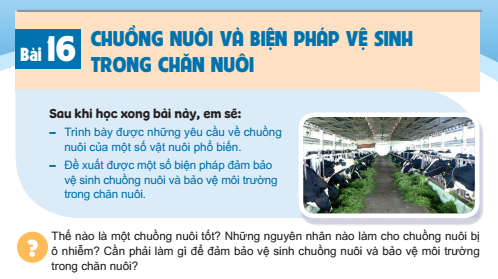 Bài 16
CHUỒNG NUÔI VÀ BIỆN PHÁP VỆ SINH
TRONG CHĂN NUÔI
Sau khi học xong bài này, em sẽ:
– Trình bày được những yêu cầu về chuồng
nuôi của một số vật nuôi phổ biến.
– Đề xuất được một số biện pháp đảm bảo
vệ sinh chuồng nuôi và bảo vệ môi trường
trong chăn nuôi.
? Thế nào là một chuồng nuôi tốt? Những nguyên nhân nào làm cho chuồng nuôi bị
ô nhiễm? Cần phải làm gì để đảm bảo vệ sinh chuồng nuôi và bảo vệ môi trường
trong chăn nuôi?